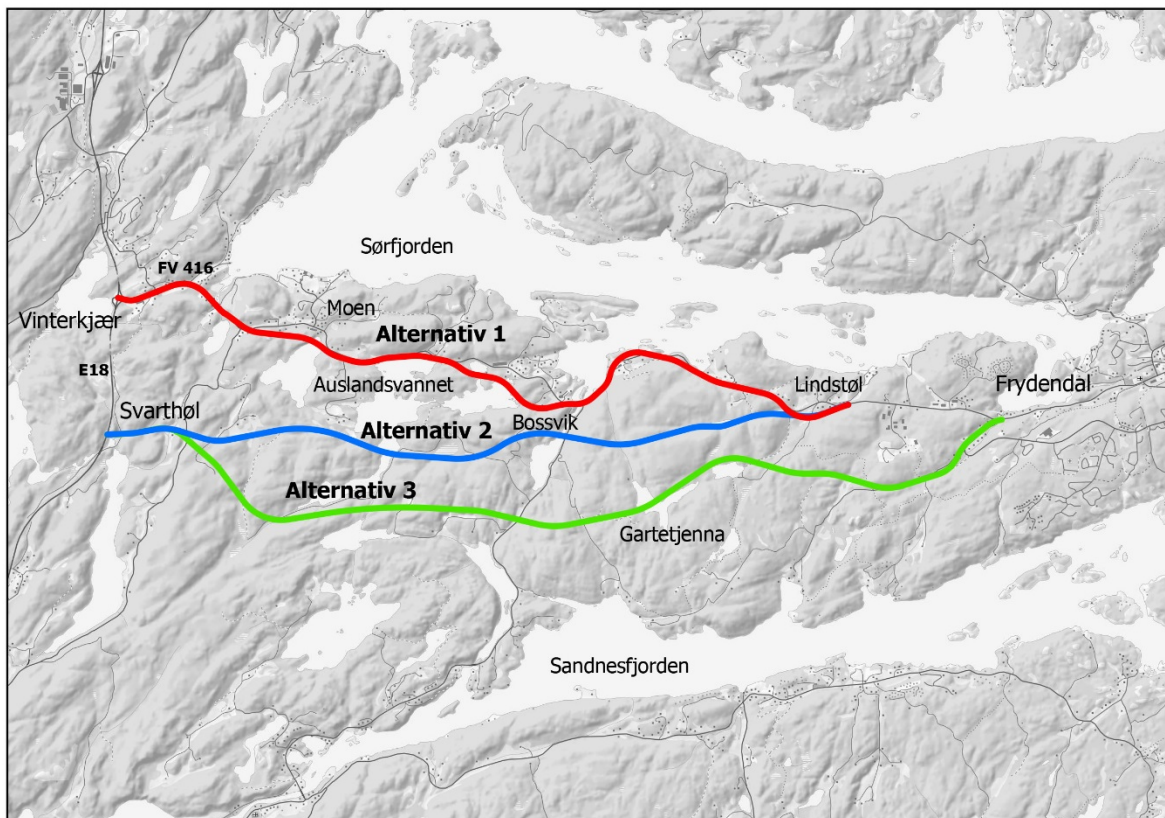 Sørfjorden
FV 416
Vinterkjær
Moen
Alternativ 1
E18
Auslandsvannet
Lindstøl
Frydendal
Svarthøl
Alternativ 2
Bossvik
Alternativ 3
Gartetjenna
Sandnesfjorden